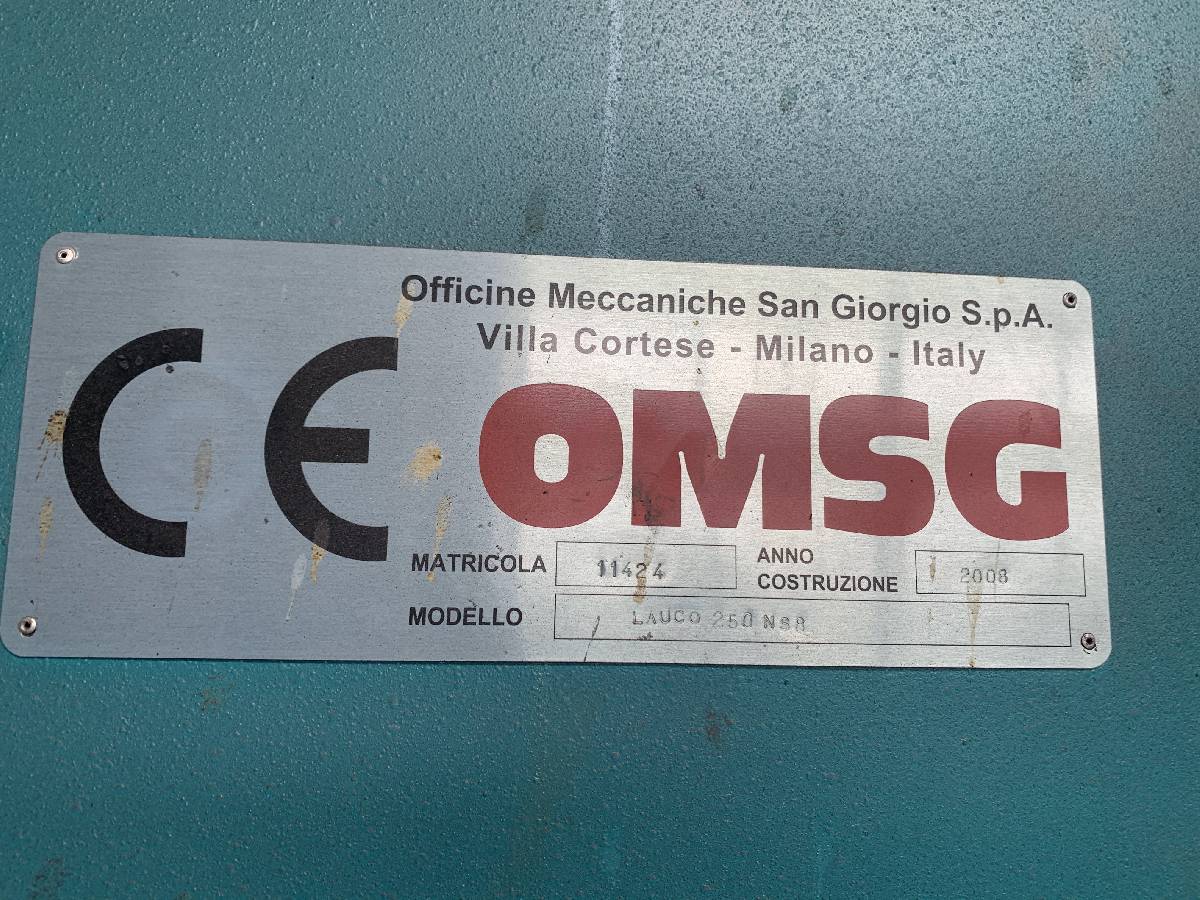 Officine Meccaniche San Giorgio S.p.A.
Villa Cortese - Milano - Italy
CE OMSG
MATRICOLA 11424 ANNO COSTRUZIONE 2008
MODELLO LAUCO 250 NS8